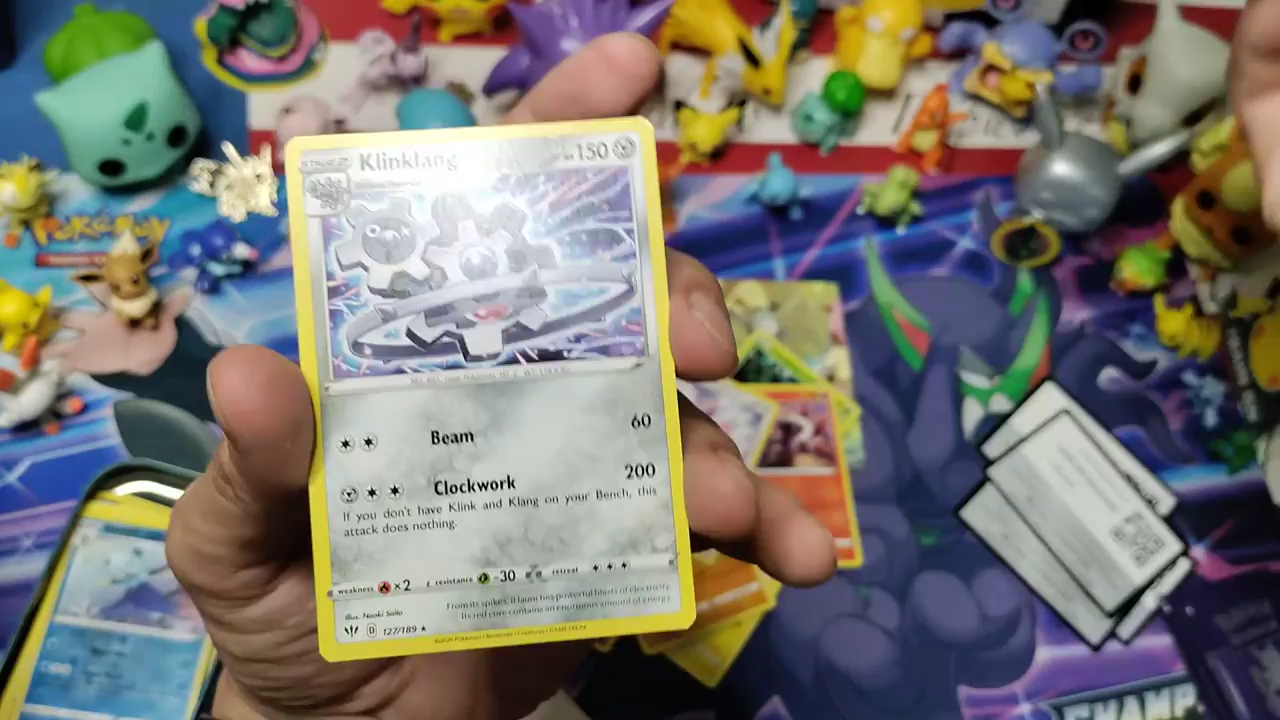 STAGE 2
Klinklang
HP 150
Beam
60
Clockwork
200
If you don't have Klink and Klang on your Bench, this
attack does nothing.
weakness ×2
resistance -30
retreat
From its spikes, it launches powerful blasts of electricity.
Its red core contains an enormous amount of energy.
Illus. Naoki Saito
D 127/189 ★
©2020 Pokémon / Nintendo / Creatures / GAME FREAK
POKéMON
CHAMP